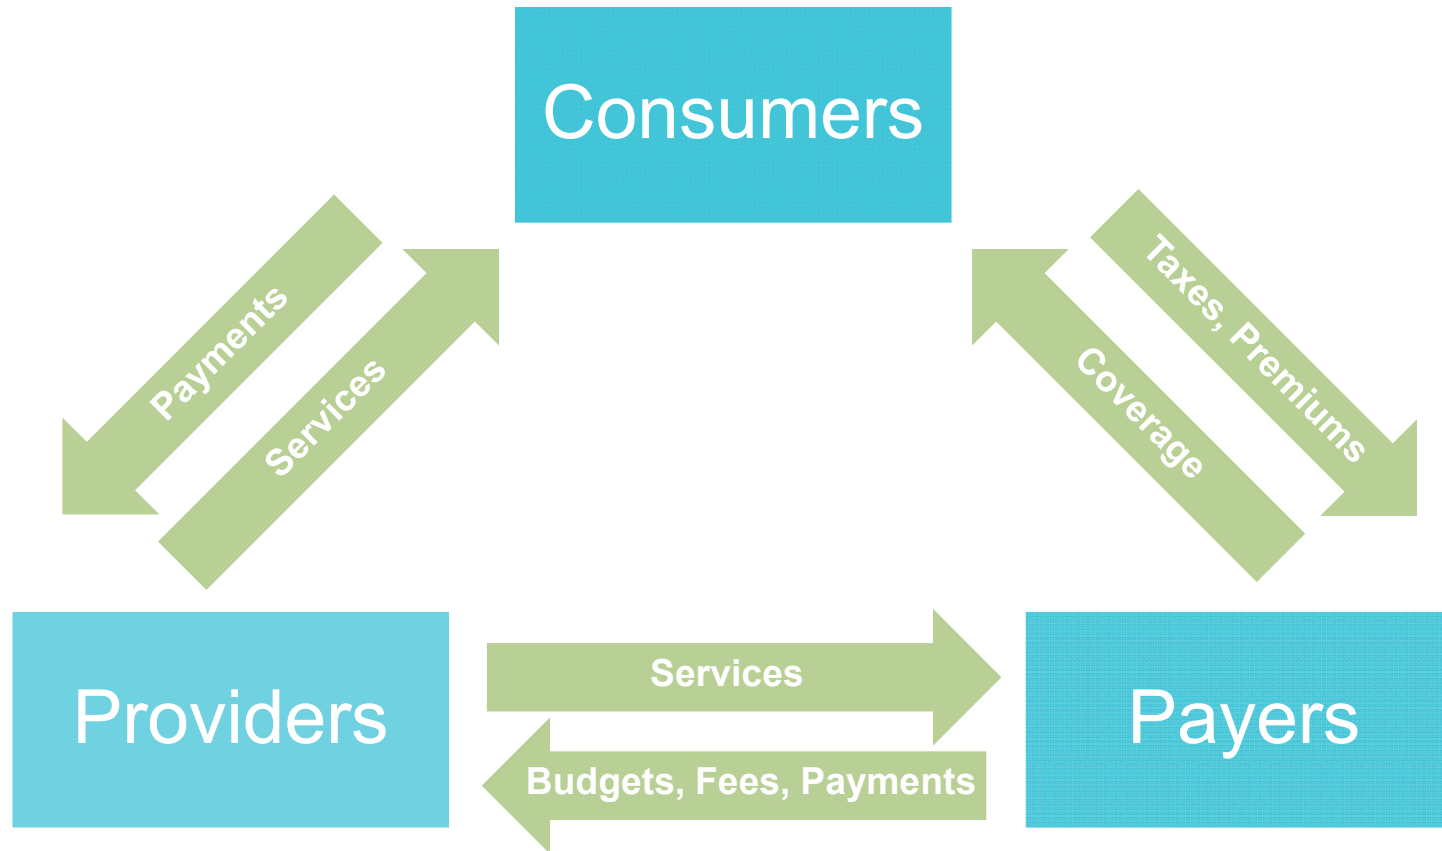 Consumers
Payments
Services
Taxes, Premiums
Coverage
Providers
Services
Budgets, Fees, Payments
Payers